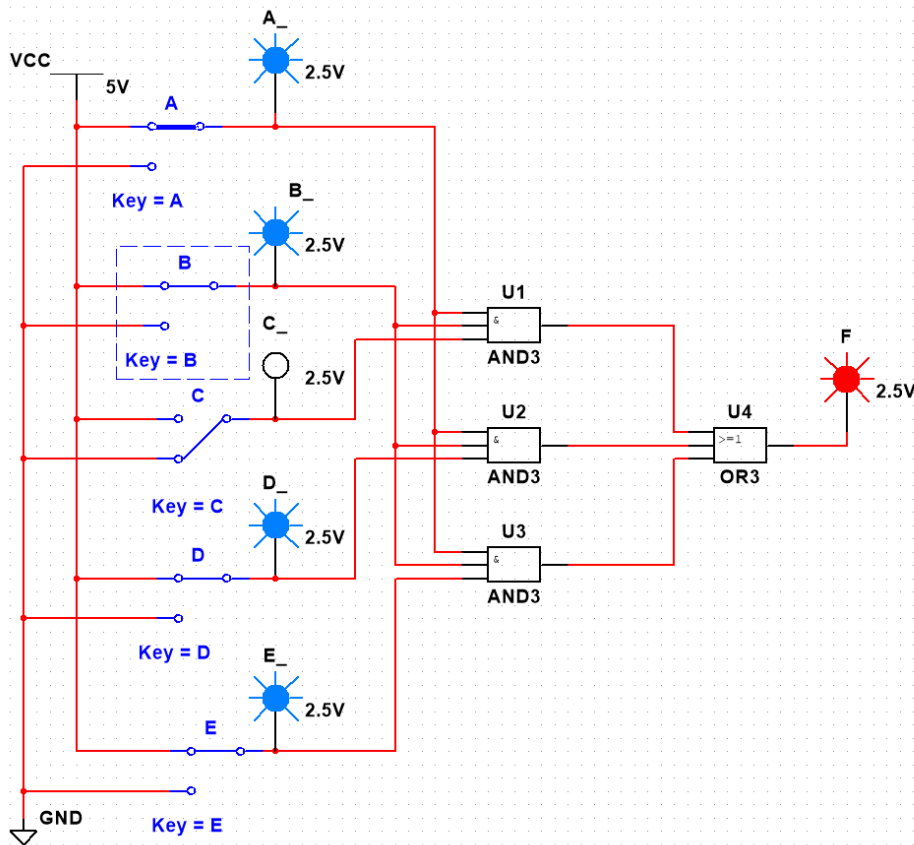 A_
VCC
2.5V
5V
A
Key = A
B_
2.5V
B
Key = B
C_
2.5V
C
Key = C
U1
&
AND3
F
2.5V
U2
&
AND3
U4
>=1
OR3
D_
2.5V
D
Key = D
U3
&
AND3
E_
2.5V
E
GND
Key = E